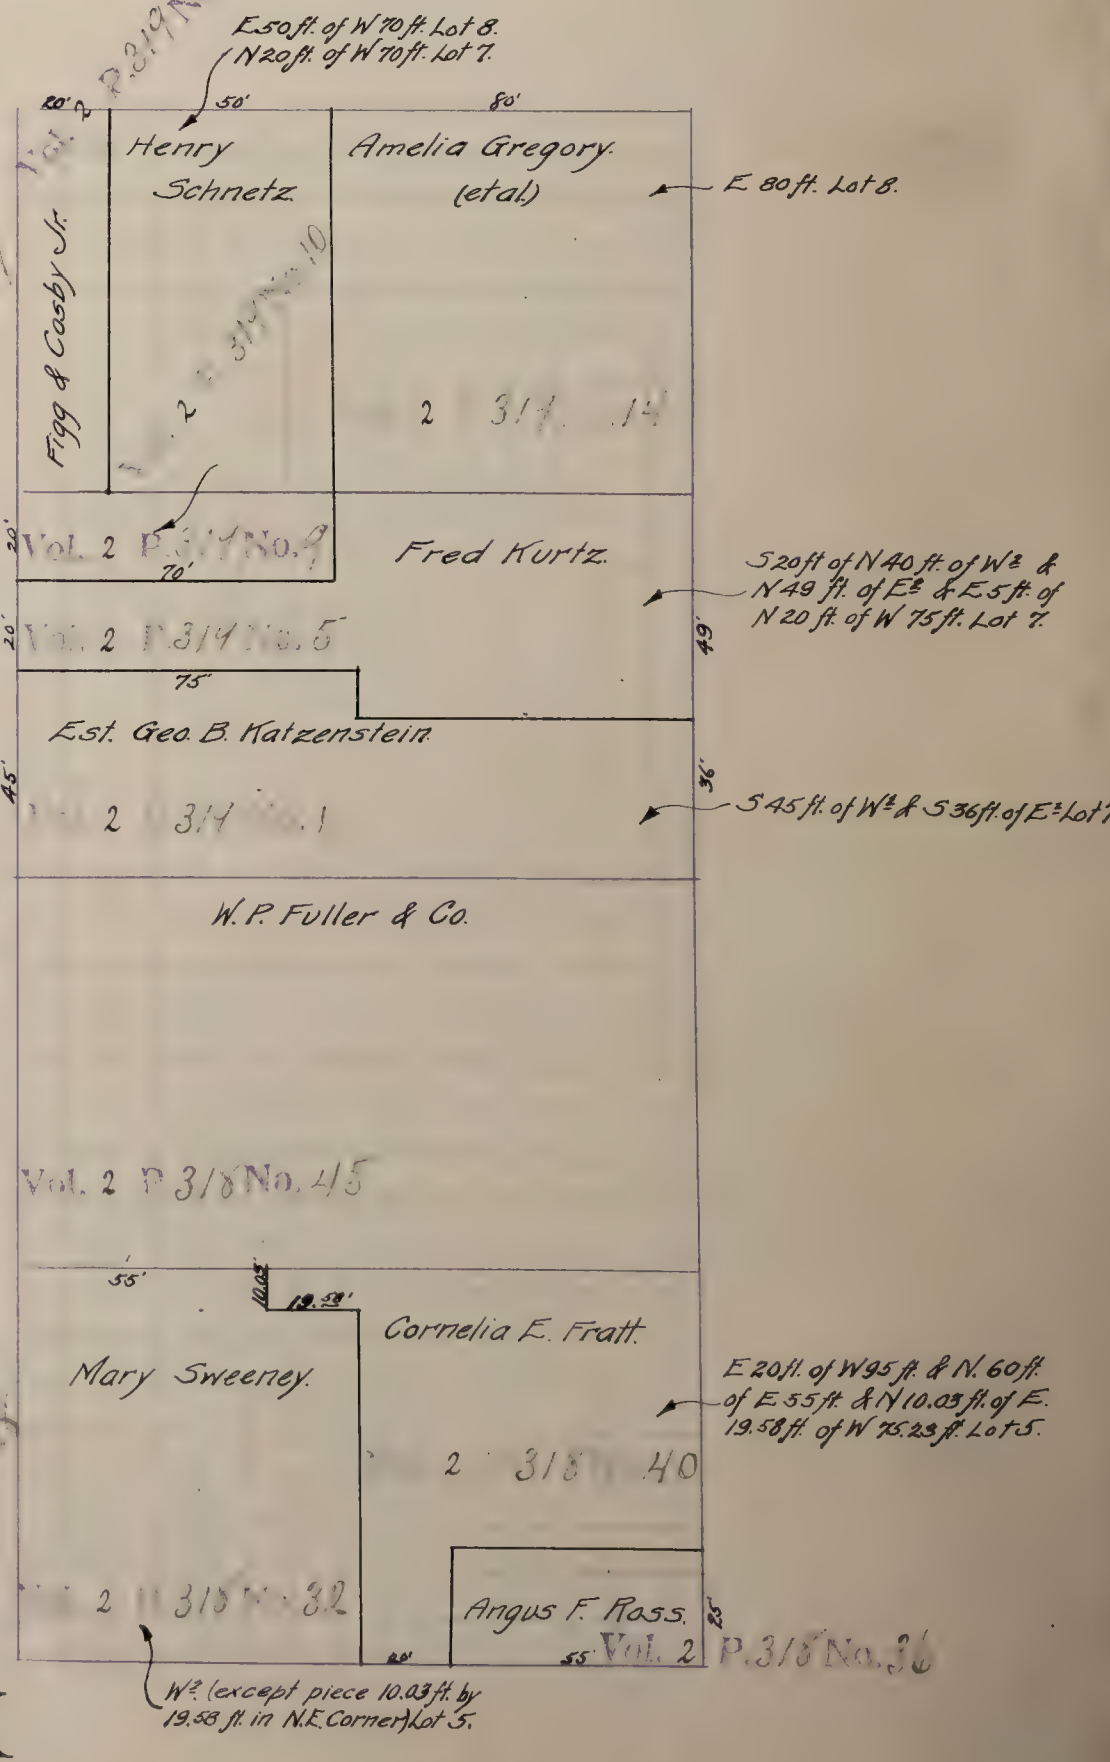 E 50 ft. of W 70 ft. Lot 8.
N 20 ft. of W 70 ft. Lot 7.
20'
50'
80'
Henry
Schnetz.
Amelia Gregory.
(etal.)
E 80 ft. Lot 8.
Figg & Casby Jr.
Vol. 2 P. 319 No. 9
70'
20'
Fred Kurtz.
S 20 ft of N 40 ft. of W½ &
N 49 ft. of E½ & E 5 ft. of
N 20 ft. of W 75 ft. Lot 7.
Vol. 2 P. 319 No. 5
20'
49'
75'
Est. Geo. B. Katzenstein.
45'
36'
S 45 ft. of W½ & S 36 ft. of E½ Lot 7
2 319 No. 1
W. P. Fuller & Co.
Vol. 2 P 318 No. 45
55'
10.03'
19.58'
Cornelia E. Fratt.
Mary Sweeney.
E 20 ft. of W 95 ft. & N. 60 ft.
of E 55 ft. & N 10.03 ft. of E.
19.58 ft. of W 75.23 ft. Lot 5.
2 318 40
2 318 32
Angus F. Ross.
25'
20'
55'
Vol. 2 P. 318 No. 36
W½ (except piece 10.03 ft. by
19.58 ft. in N.E. Corner) Lot 5.